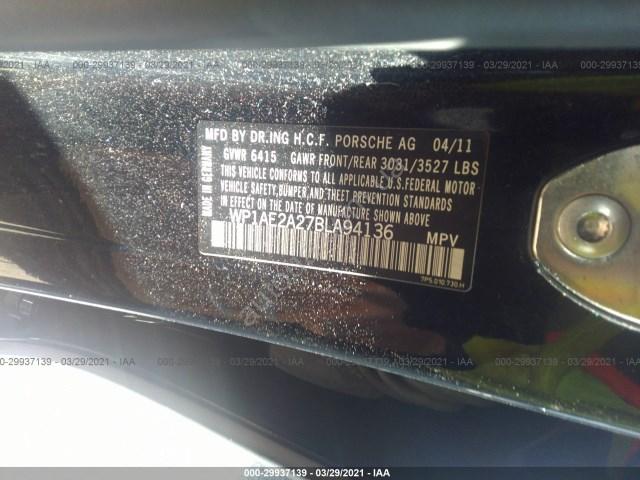 000-29937139 - 03/29/2021 - IAA
MFD BY DR.ING H.C.F. PORSCHE AG 04/11
GVWR 6415 GAWR FRONT/REAR 3031/3527 LBS
THIS VEHICLE CONFORMS TO ALL APPLICABLE U.S. FEDERAL MOTOR
VEHICLE SAFETY, BUMPER, AND THEFT PREVENTION STANDARDS
IN EFFECT ON THE DATE OF MANUFACTURE SHOWN ABOVE
WP1AE2A27BLA94136 MPV
7P5.010.730.H
MADE IN GERMANY
000-29937139 - 03/29/2021 - IAA
000-29937139 - 03/29/2021 - IAA